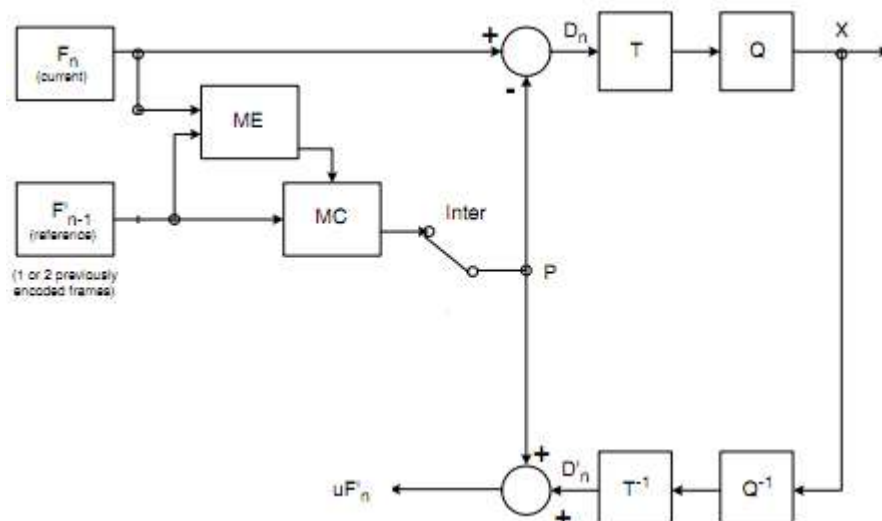 Fn
(current)
+
Dn
T
Q
X
-
ME
F'n-1
(reference)
MC
Inter
(1 or 2 previously
encoded frames)
P
+
uF'n
D'n
T-1
Q-1
+